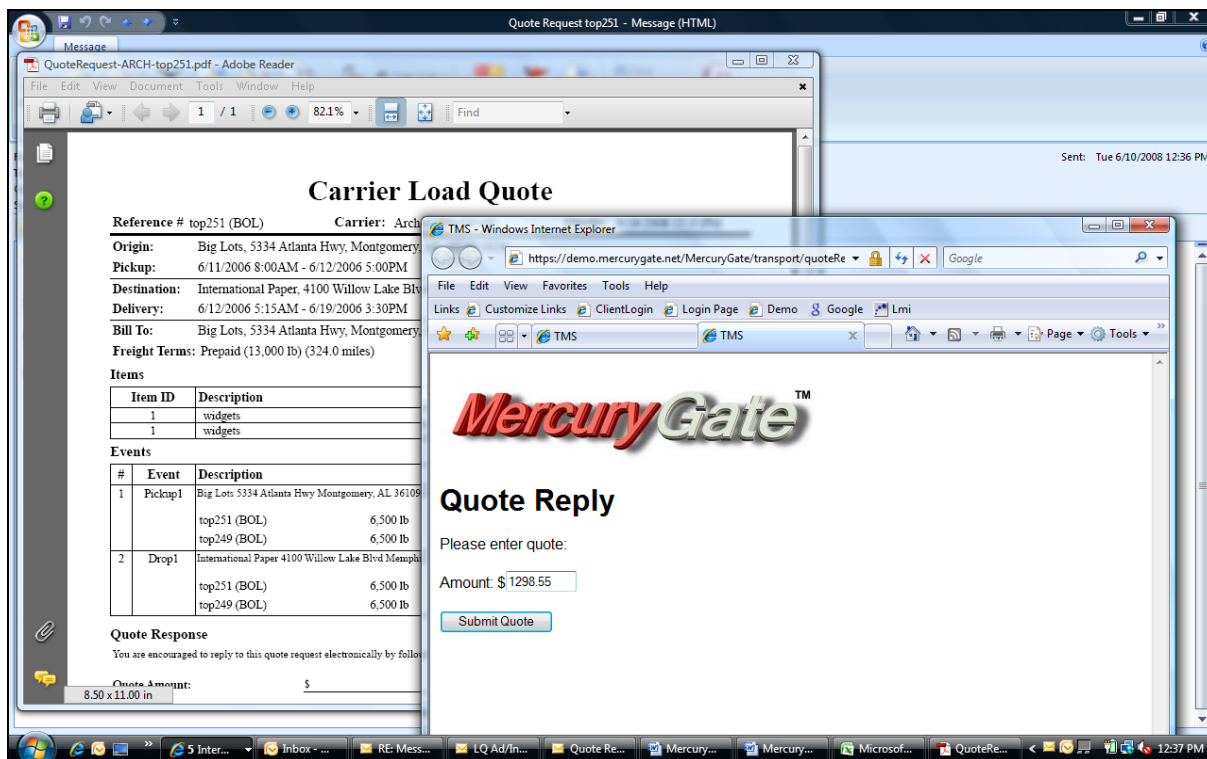 Quote Request top251 - Message (HTML)
Message
QuoteRequest-ARCH-top251.pdf - Adobe Reader
File Edit View Document Tools Window Help
1 / 1 82.1% Find
Sent: Tue 6/10/2008 12:36 PM
Carrier Load Quote
Reference # top251 (BOL) Carrier: Arch
Origin: Big Lots, 5334 Atlanta Hwy, Montgomery,
Pickup: 6/11/2006 8:00AM - 6/12/2006 5:00PM
Destination: International Paper, 4100 Willow Lake Blv
Delivery: 6/12/2006 5:15AM - 6/19/2006 3:30PM
Bill To: Big Lots, 5334 Atlanta Hwy, Montgomery,
Freight Terms: Prepaid (13,000 lb) (324.0 miles)
Items
Item ID Description
1 widgets
1 widgets
Events
# Event Description
1 Pickup1 Big Lots 5334 Atlanta Hwy Montgomery, AL 36109
top251 (BOL) 6,500 lb
top249 (BOL) 6,500 lb
2 Drop1 International Paper 4100 Willow Lake Blvd Memphi
top251 (BOL) 6,500 lb
top249 (BOL) 6,500 lb
Quote Response
You are encouraged to reply to this quote request electronically by follo
Quote Amount: $
8.50 x 11.00 in
TMS - Windows Internet Explorer
https://demo.mercurygate.net/MercuryGate/transport/quoteRe Google
File Edit View Favorites Tools Help
Links Customize Links ClientLogin Login Page Demo Google Lmi
TMS TMS Page Tools
MercuryGate TM
Quote Reply
Please enter quote:
Amount: $ 1298.55
Submit Quote
5 Inter... Inbox - ... RE: Mess... LQ Ad/In... Quote Re... Mercury... Mercury... Microsof... QuoteRe... 12:37 PM